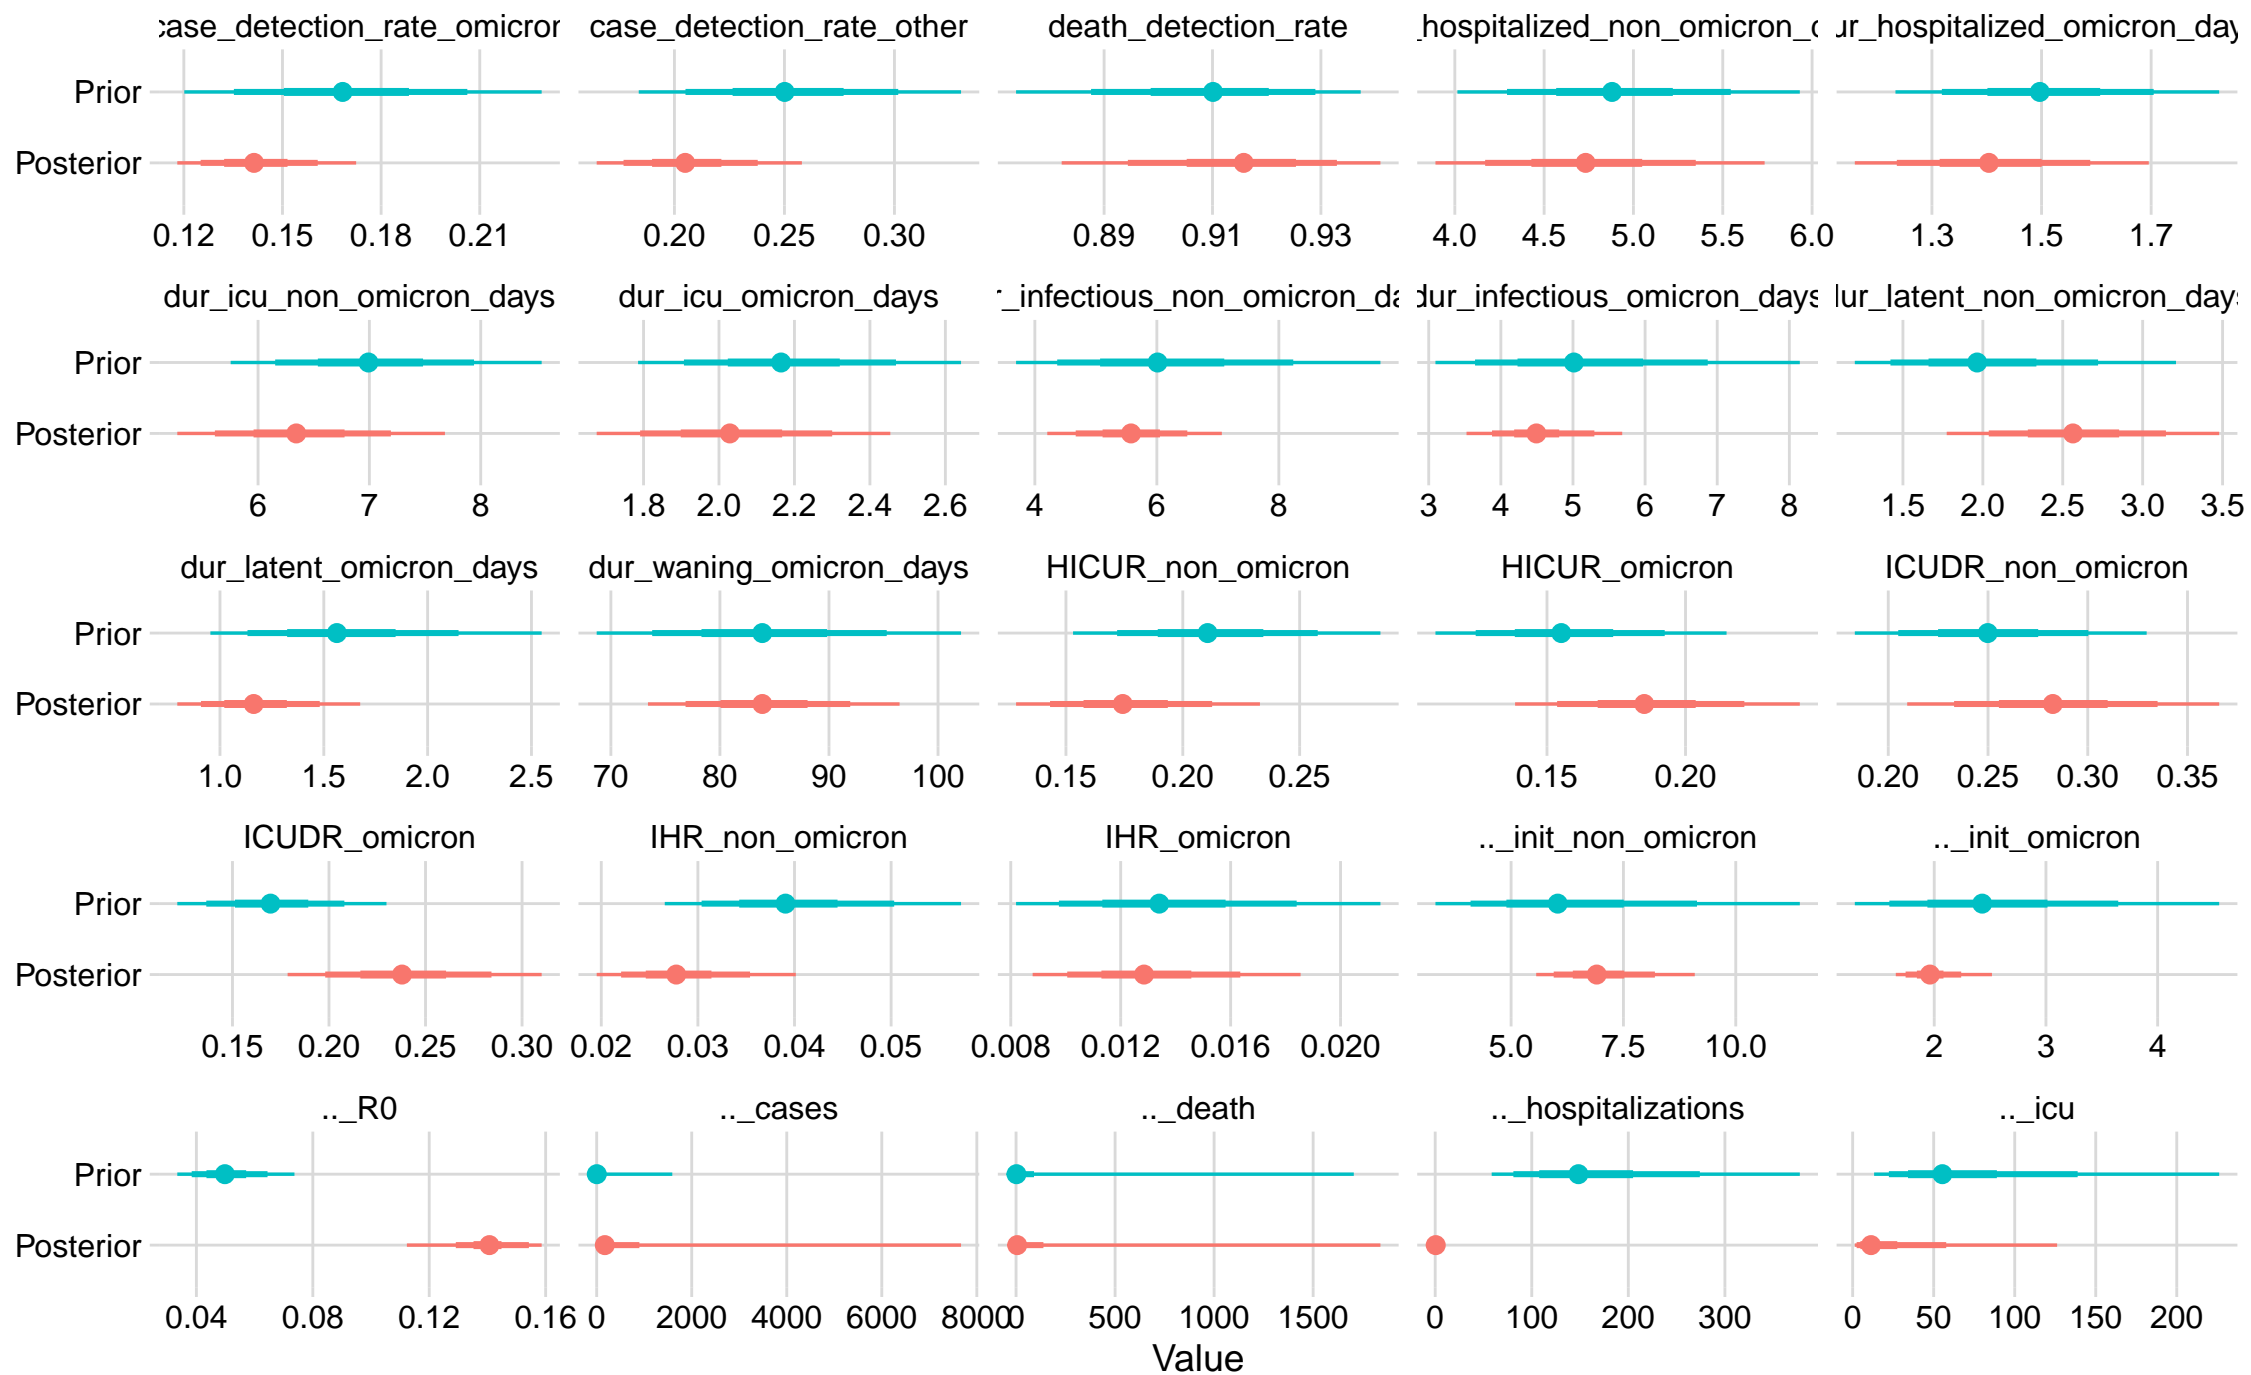 case_detection_rate_omicron case_detection_rate_other death_detection_rate _hospitalized_non_omicron_d ur_hospitalized_omicron_day
Prior
Posterior
0.12 0.15 0.18 0.21 0.20 0.25 0.30 0.89 0.91 0.93 4.0 4.5 5.0 5.5 6.0 1.3 1.5 1.7
dur_icu_non_omicron_days dur_icu_omicron_days r_infectious_non_omicron_da dur_infectious_omicron_days dur_latent_non_omicron_days
Prior
Posterior
6 7 8 1.8 2.0 2.2 2.4 2.6 4 6 8 3 4 5 6 7 8 1.5 2.0 2.5 3.0 3.5
dur_latent_omicron_days dur_waning_omicron_days HICUR_non_omicron HICUR_omicron ICUDR_non_omicron
Prior
Posterior
1.0 1.5 2.0 2.5 70 80 90 100 0.15 0.20 0.25 0.15 0.20 0.20 0.25 0.30 0.35
ICUDR_omicron IHR_non_omicron IHR_omicron .._init_non_omicron .._init_omicron
Prior
Posterior
0.15 0.20 0.25 0.30 0.02 0.03 0.04 0.05 0.008 0.012 0.016 0.020 5.0 7.5 10.0 2 3 4
.._R0 .._cases .._death .._hospitalizations .._icu
Prior
Posterior
0.04 0.08 0.12 0.16 0 2000 4000 6000 8000 0 500 1000 1500 0 100 200 300 0 50 100 150 200
Value